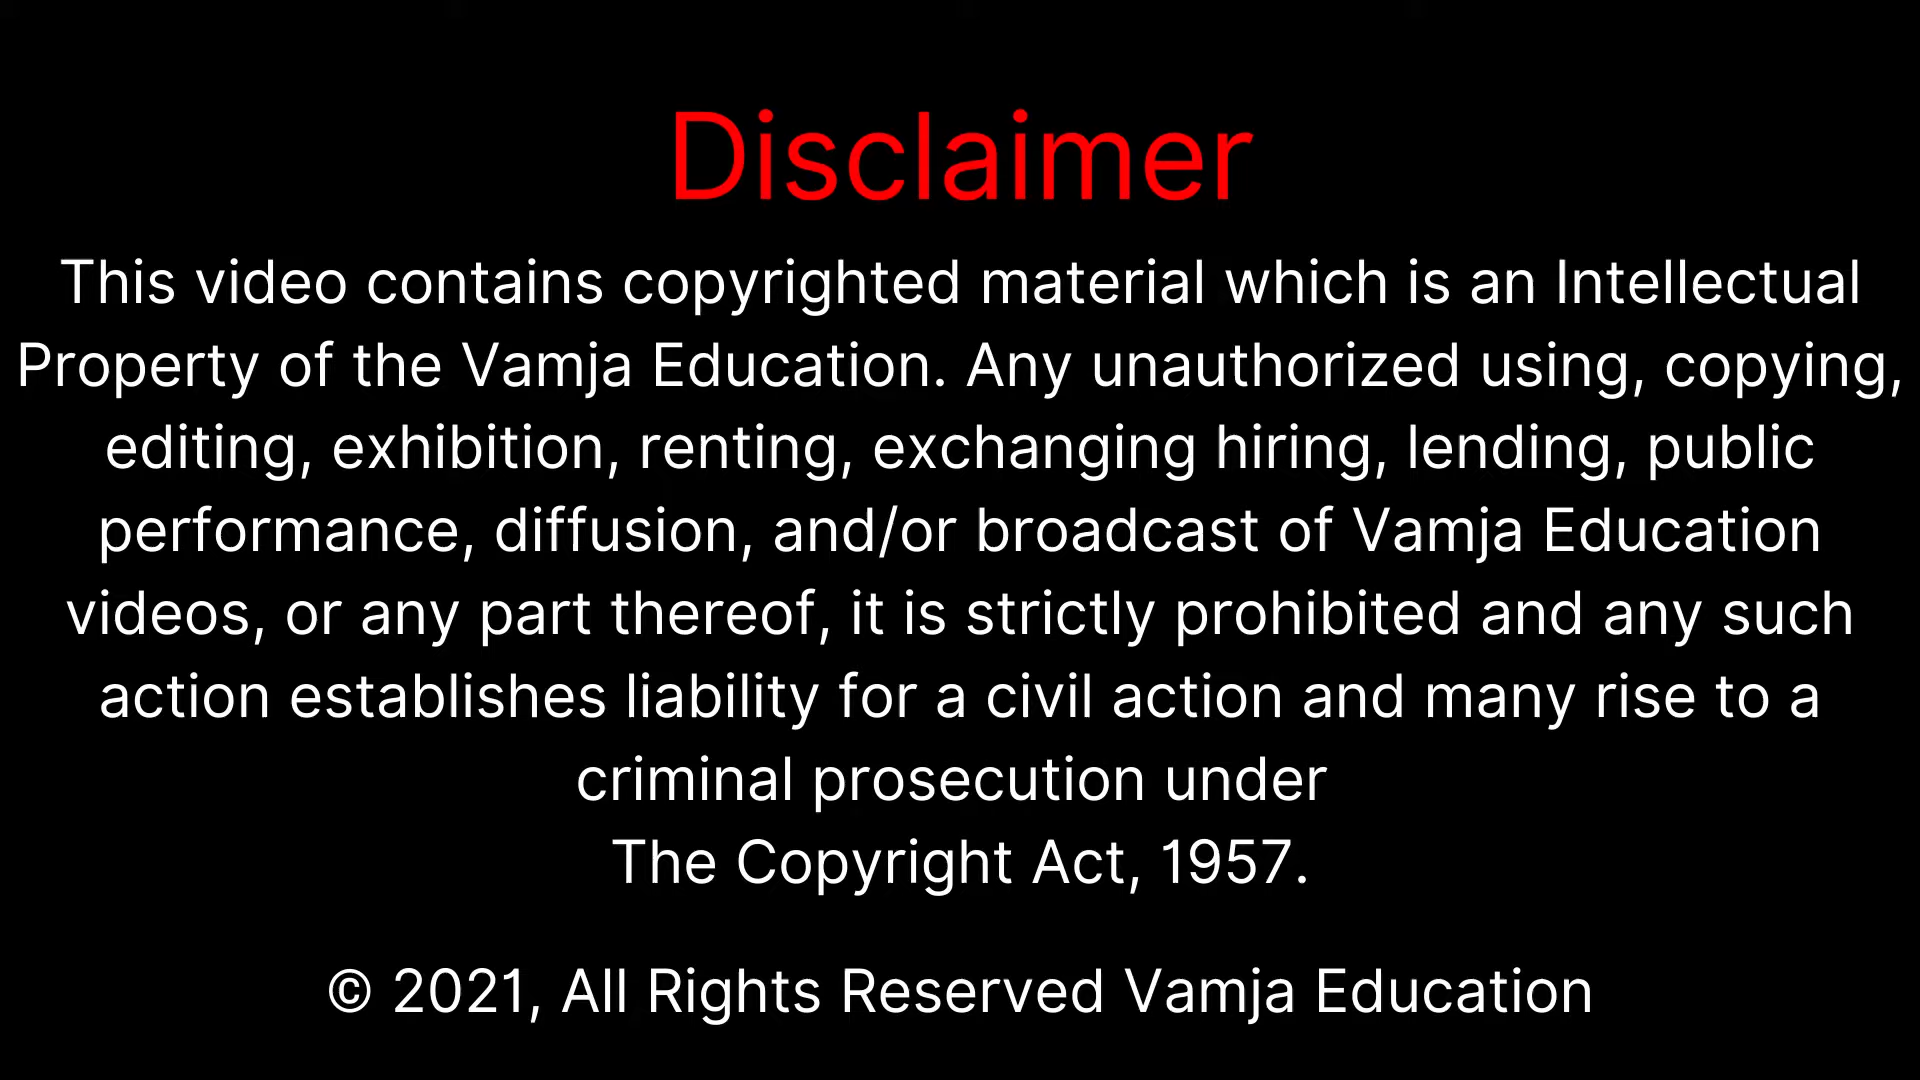 Disclaimer
This video contains copyrighted material which is an Intellectual
Property of the Vamja Education. Any unauthorized using, copying,
editing, exhibition, renting, exchanging hiring, lending, public
performance, diffusion, and/or broadcast of Vamja Education
videos, or any part thereof, it is strictly prohibited and any such
action establishes liability for a civil action and many rise to a
criminal prosecution under
The Copyright Act, 1957.
© 2021, All Rights Reserved Vamja Education